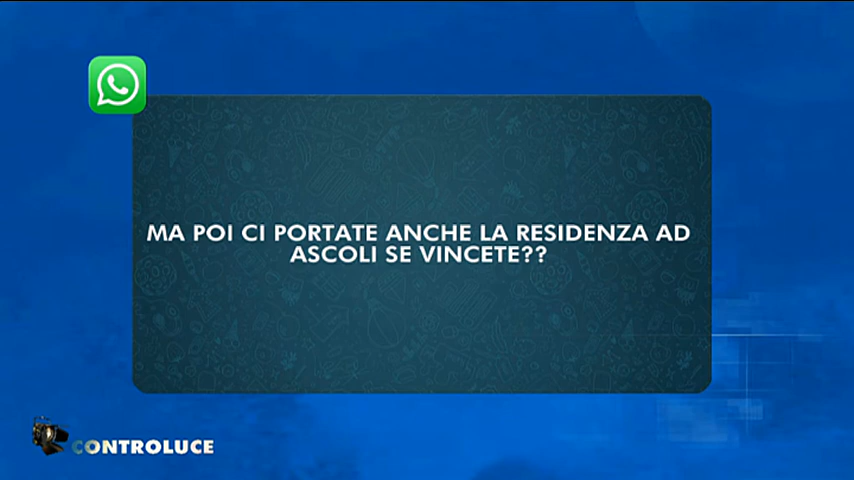 MA POI CI PORTATE ANCHE LA RESIDENZA AD
ASCOLI SE VINCETE??
CONTROLUCE